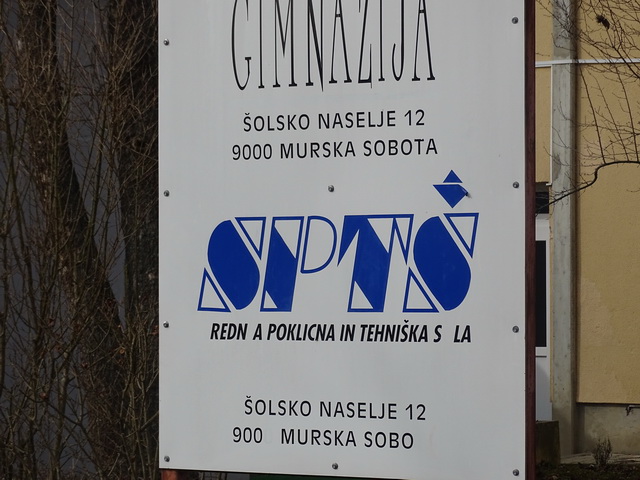 GIMNAZIJA
ŠOLSKO NASELJE 12
9000 MURSKA SOBOTA
SPTŠ
REDN A POKLICNA IN TEHNIŠKA S LA
ŠOLSKO NASELJE 12
900 MURSKA SOBO